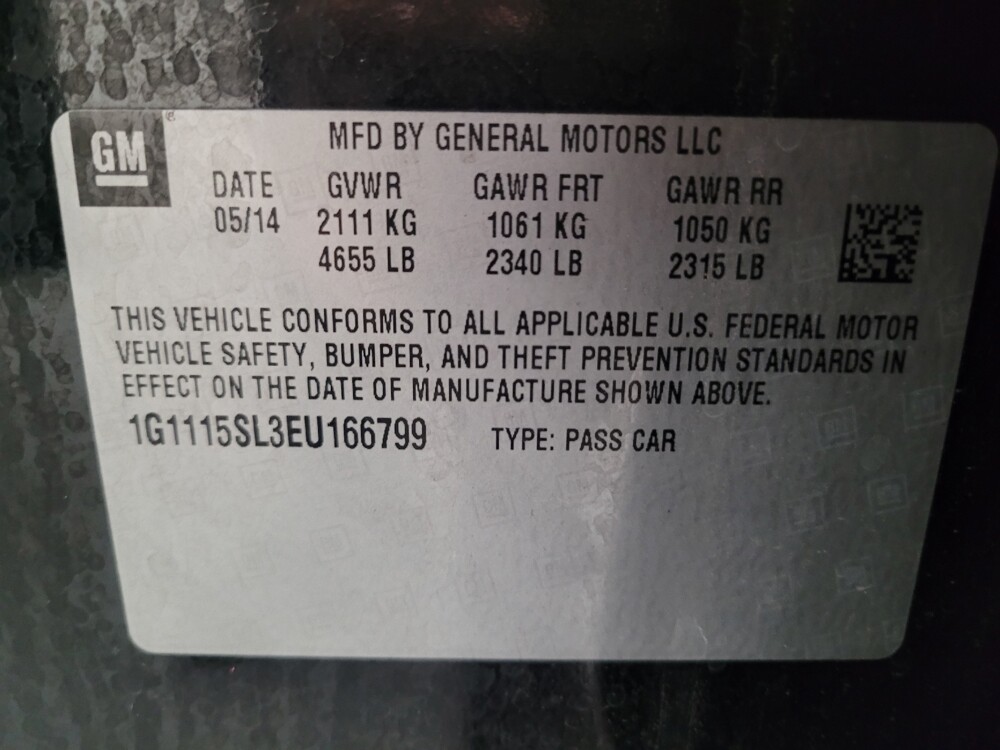 GM
®
MFD BY GENERAL MOTORS LLC
DATE GVWR GAWR FRT GAWR RR
05/14 2111 KG 1061 KG 1050 KG
4655 LB 2340 LB 2315 LB
THIS VEHICLE CONFORMS TO ALL APPLICABLE U.S. FEDERAL MOTOR
VEHICLE SAFETY, BUMPER, AND THEFT PREVENTION STANDARDS IN
EFFECT ON THE DATE OF MANUFACTURE SHOWN ABOVE.
1G1115SL3EU166799 TYPE: PASS CAR